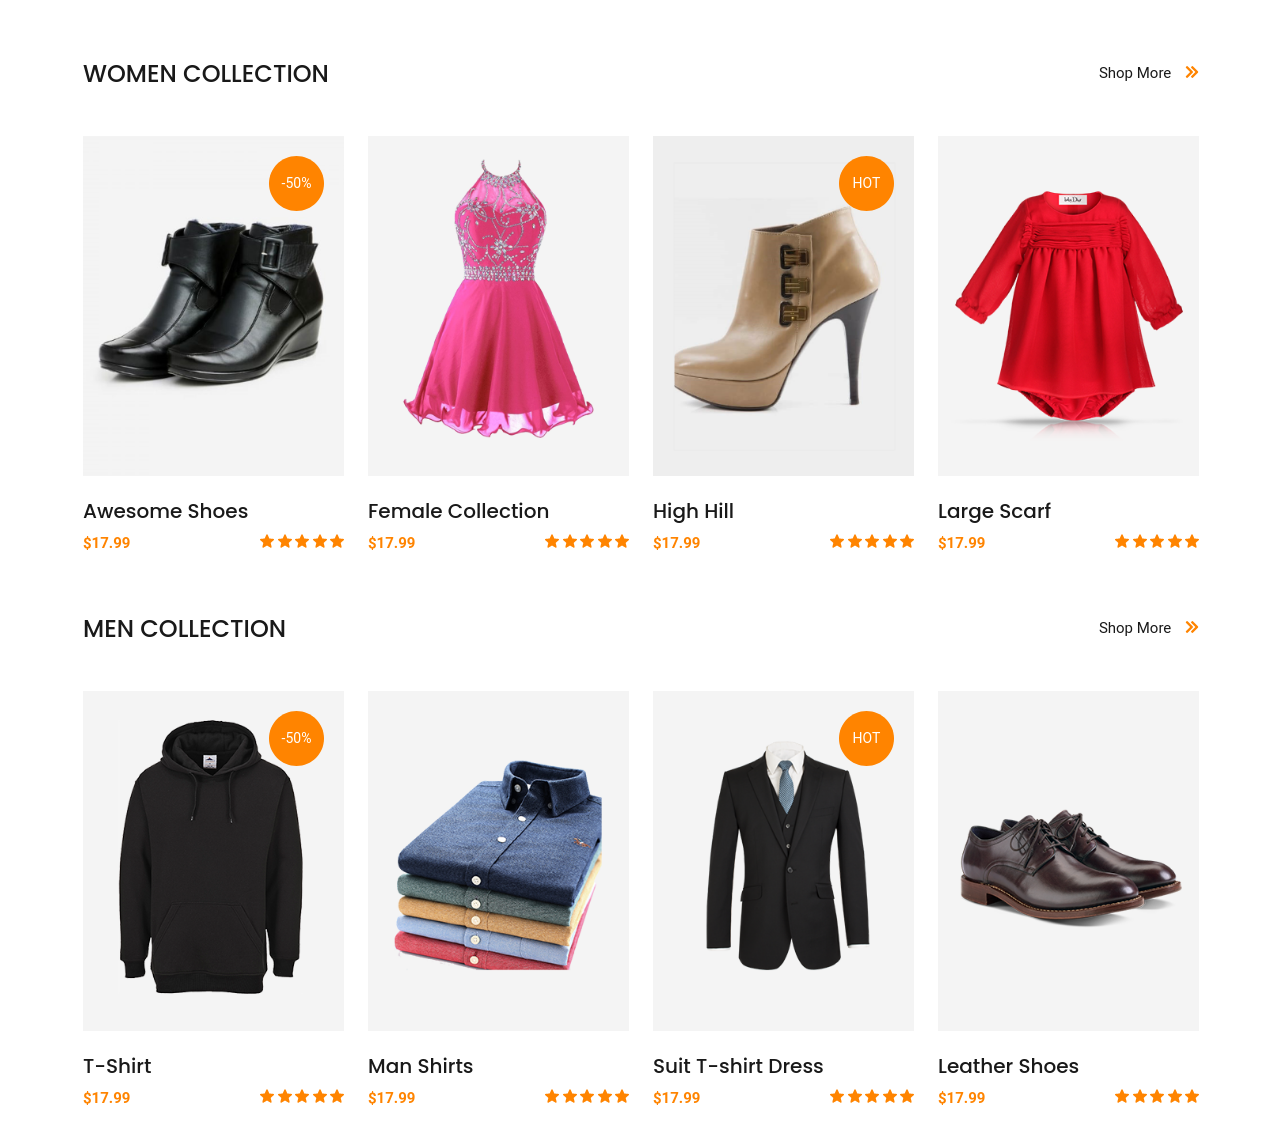 WOMEN COLLECTION
Shop More
-50%
HOT
Awesome Shoes
Female Collection
High Hill
Large Scarf
$17.99
$17.99
$17.99
$17.99
MEN COLLECTION
Shop More
-50%
HOT
T-Shirt
Man Shirts
Suit T-shirt Dress
Leather Shoes
$17.99
$17.99
$17.99
$17.99